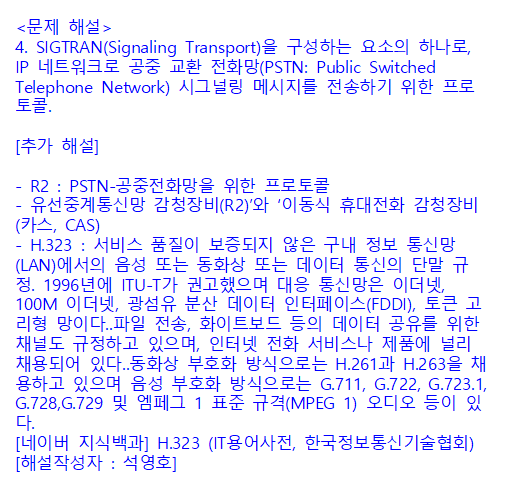 <문제 해설>
4. SIGTRAN(Signaling Transport)을 구성하는 요소의 하나로,
IP 네트워크로 공중 교환 전화망(PSTN: Public Switched
Telephone Network) 시그널링 메시지를 전송하기 위한 프로
토콜.
[추가 해설]
- R2 : PSTN-공중전화망을 위한 프로토콜
- 유선중계통신망 감청장비(R2)'와 '이동식 휴대전화 감청장비
(카스, CAS)
- H.323 : 서비스 품질이 보증되지 않은 구내 정보 통신망
(LAN)에서의 음성 또는 동화상 또는 데이터 통신의 단말 규
정. 1996년에 ITU-T가 권고했으며 대응 통신망은 이더넷,
100M 이더넷, 광섬유 분산 데이터 인터페이스(FDDI), 토큰 고
리형 망이다..파일 전송, 화이트보드 등의 데이터 공유를 위한
채널도 규정하고 있으며, 인터넷 전화 서비스나 제품에 널리
채용되어 있다..동화상 부호화 방식으로는 H.261과 H.263을 채
용하고 있으며 음성 부호화 방식으로는 G.711, G.722, G.723.1,
G.728,G.729 및 엠페그 1 표준 규격(MPEG 1) 오디오 등이 있
다.
[네이버 지식백과] H.323 (IT용어사전, 한국정보통신기술협회)
[해설작성자 : 석영호]